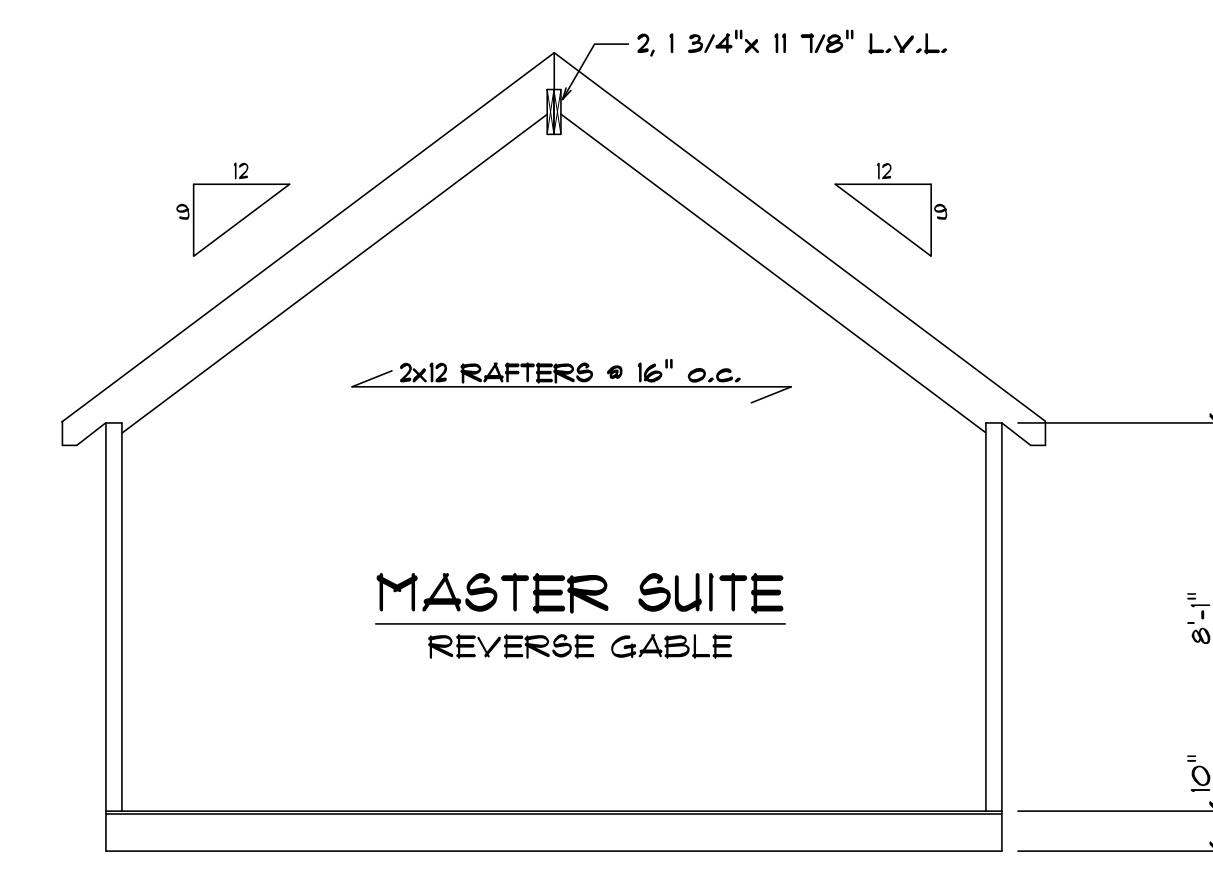 2, 1 3/4"x 11 7/8" L.V.L.
12
9
12
9
2x12 RAFTERS @ 16" o.c.
MASTER SUITE
REVERSE GABLE
8'-1"
10"